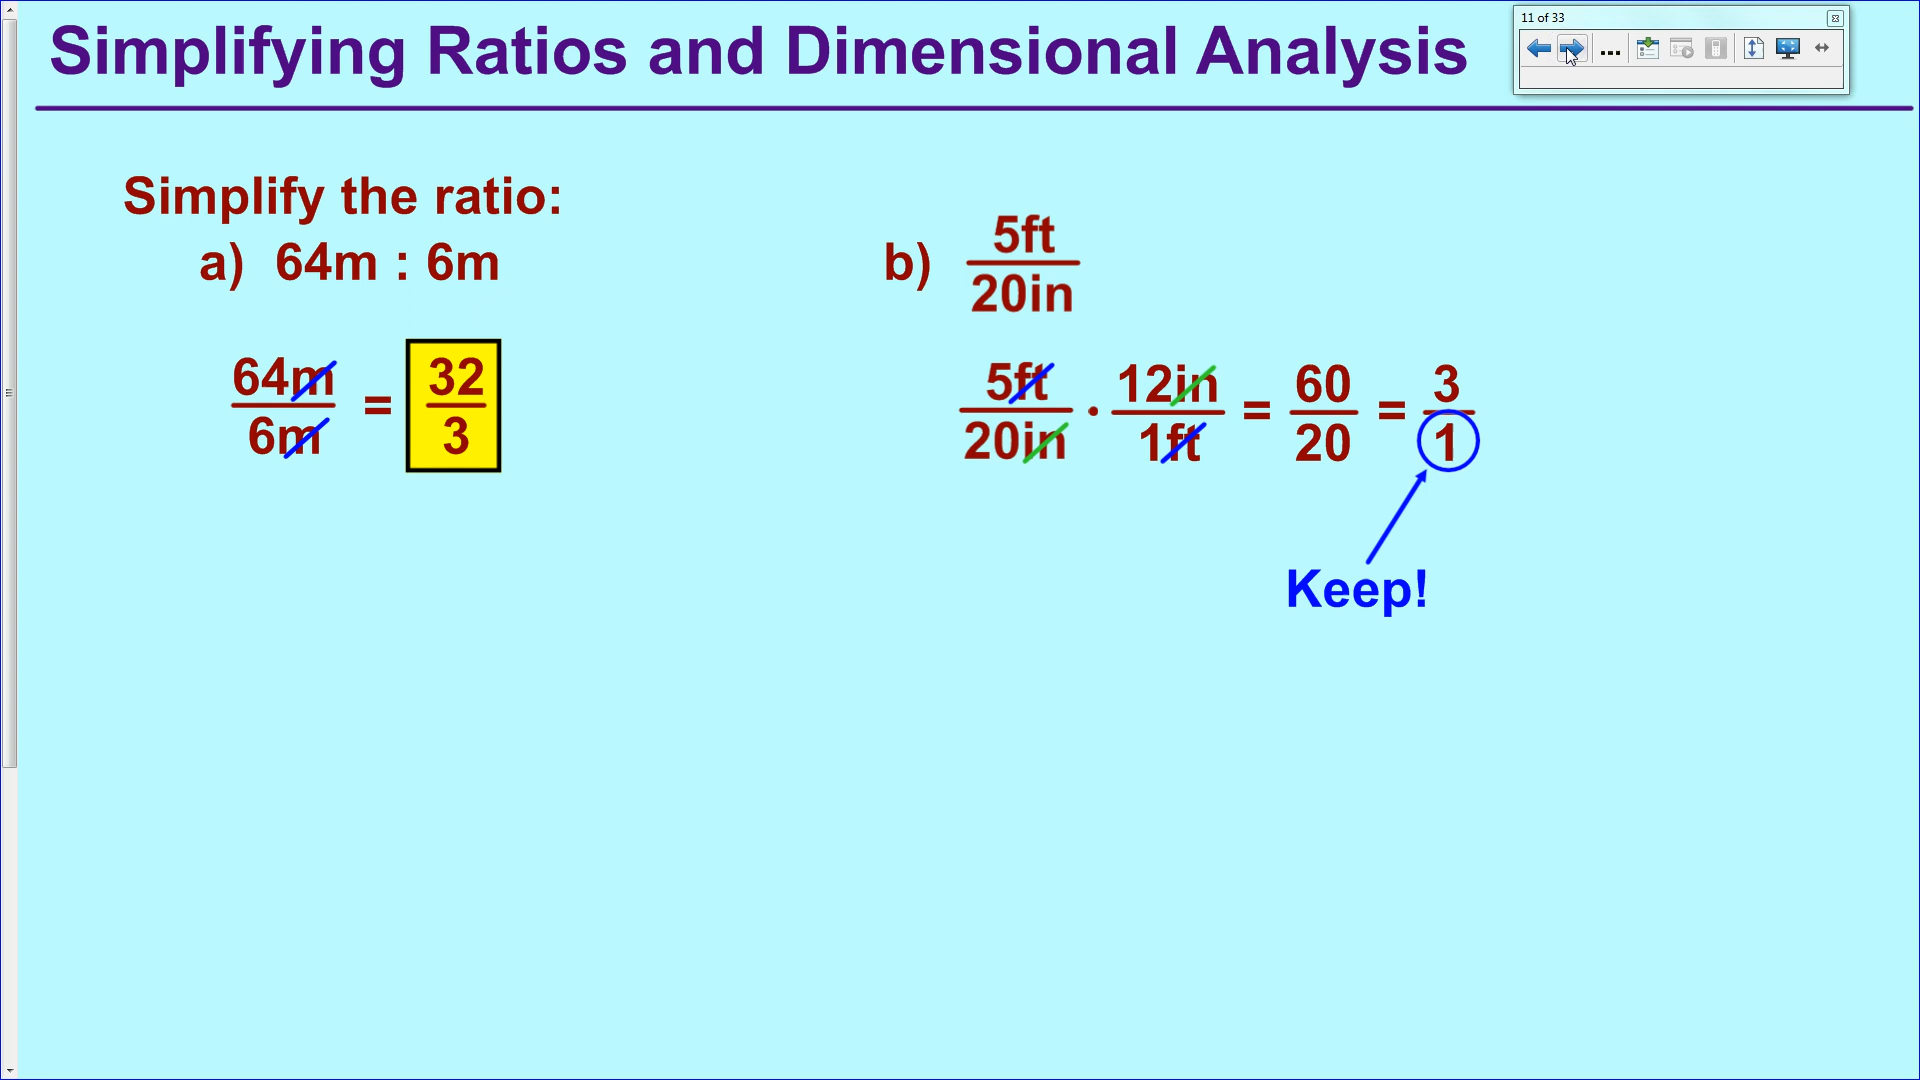 Simplifying Ratios and Dimensional Analysis
11 of 33
Simplify the ratio:
a) 64m : 6m
b) 5ft
20in
64m
6m
=
32
3
5ft
20in
·
12in
1ft
=
60
20
=
3
1
Keep!